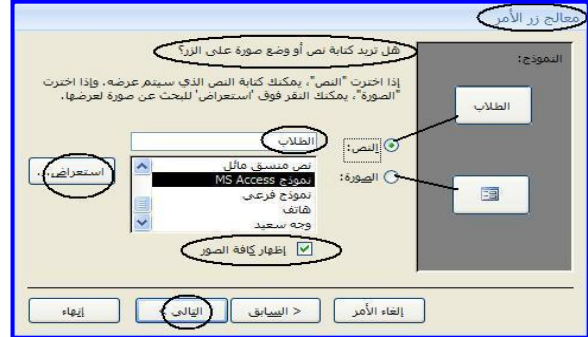 معالج زر الأمر
هل تريد كتابة نص أو وضع صورة على الزر؟
النموذج:
إذا اخترت "النص"، يمكنك كتابة النص الذي سيتم عرضه. وإذا اخترت
"الصورة"، يمكنك النقر فوق 'استعراض' للبحث عن صورة لعرضها.
الطلاب
النص:
الطلاب
الصورة:
نص منسق مائل
نموذج MS Access
نموذج فرعي
هاتف
وجه سعيد
استعراض...
إظهار كافة الصور
إلغاء الأمر
< السابق
التالي >
إنهاء